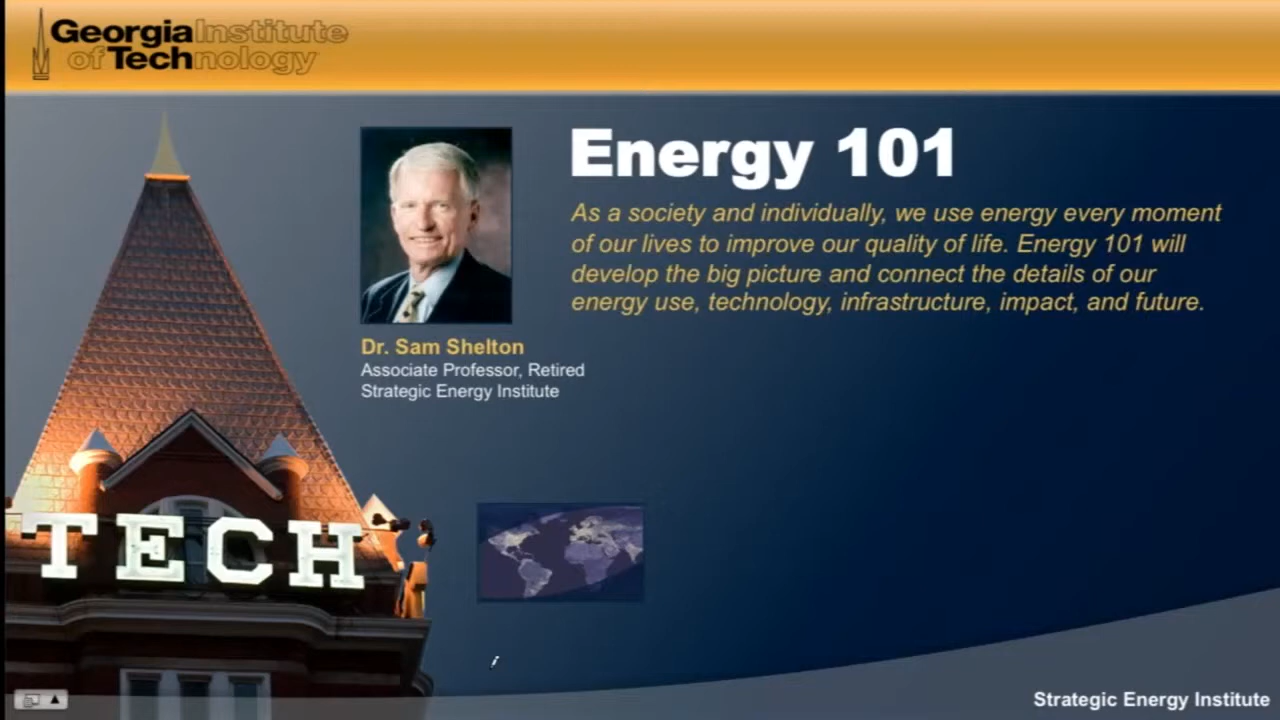 Georgia Institute
of Technology
Energy 101
As a society and individually, we use energy every moment
of our lives to improve our quality of life. Energy 101 will
develop the big picture and connect the details of our
energy use, technology, infrastructure, impact, and future.
Dr. Sam Shelton
Associate Professor, Retired
Strategic Energy Institute
TECH
Strategic Energy Institute